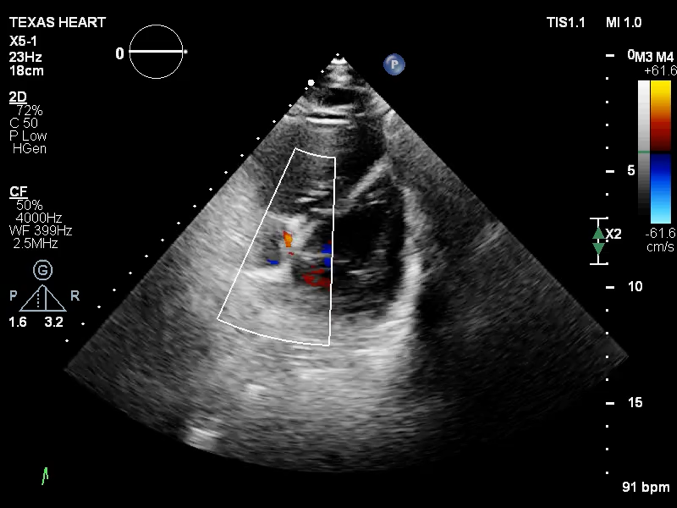 TEXAS HEART
X5-1
23Hz
18cm
2D
72%
C 50
P Low
HGen
CF
50%
4000Hz
WF 399Hz
2.5MHz
G
P R
1.6 3.2
0
P
TIS1.1 MI 1.0
M3 M4
+61.6
-61.6
cm/s
0
5
X2
10
15
91 bpm